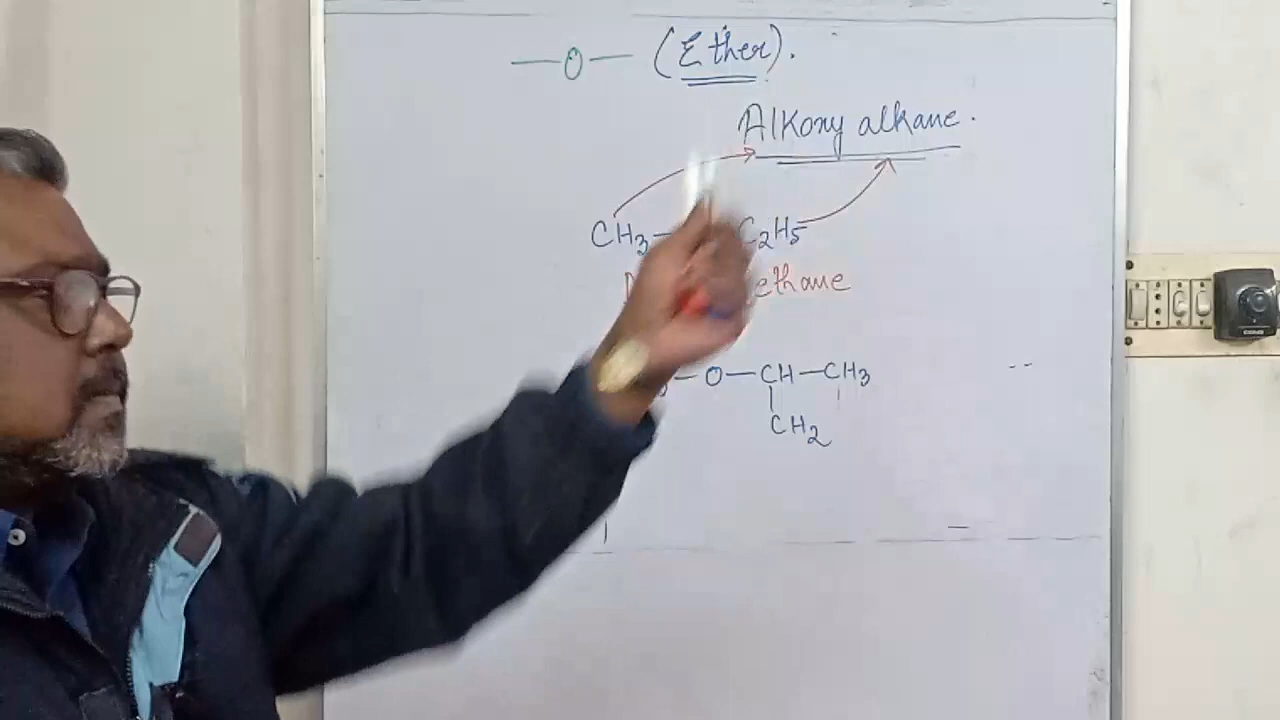 —O— (Ether).
Alkoxy alkane.
CH3— C2H5
ethane
—O—CH—CH3
CH2